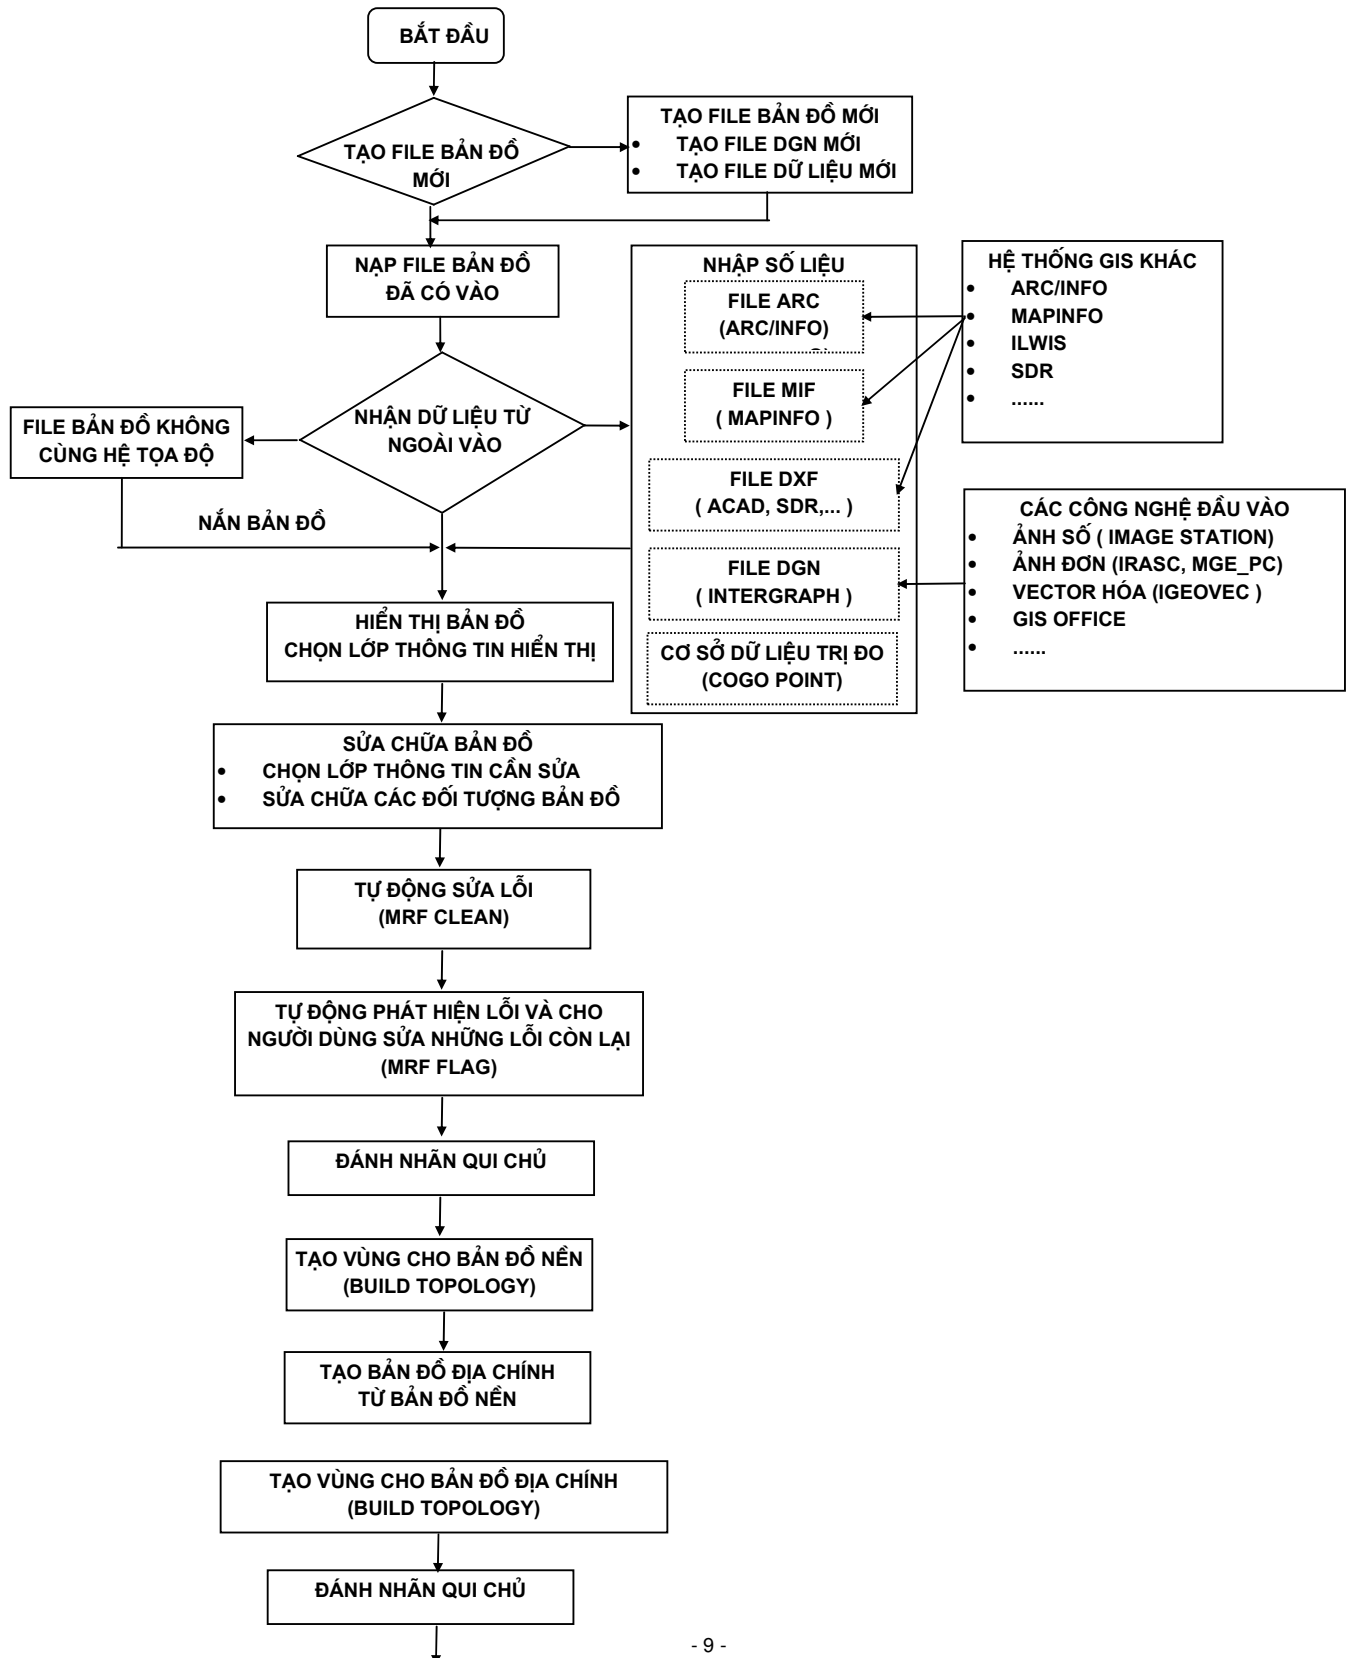 BẮT ĐẦU
TẠO FILE BẢN ĐỒ
MỚI
TẠO FILE BẢN ĐỒ MỚI
• TẠO FILE DGN MỚI
• TẠO FILE DỮ LIỆU MỚI
NẠP FILE BẢN ĐỒ
ĐÃ CÓ VÀO
NHẬN DỮ LIỆU TỪ
NGOÀI VÀO
FILE BẢN ĐỒ KHÔNG
CÙNG HỆ TỌA ĐỘ
NẮN BẢN ĐỒ
NHẬP SỐ LIỆU
FILE ARC
(ARC/INFO)
FILE MIF
( MAPINFO )
FILE DXF
( ACAD, SDR,... )
FILE DGN
( INTERGRAPH )
CƠ SỞ DỮ LIỆU TRỊ ĐO
(COGO POINT)
HỆ THỐNG GIS KHÁC
• ARC/INFO
• MAPINFO
• ILWIS
• SDR
• ......
CÁC CÔNG NGHỆ ĐẦU VÀO
• ẢNH SỐ ( IMAGE STATION)
• ẢNH ĐƠN (IRASC, MGE_PC)
• VECTOR HÓA (IGEOVEC )
• GIS OFFICE
• ......
HIỂN THỊ BẢN ĐỒ
CHỌN LỚP THÔNG TIN HIỂN THỊ
SỬA CHỮA BẢN ĐỒ
• CHỌN LỚP THÔNG TIN CẦN SỬA
• SỬA CHỮA CÁC ĐỐI TƯỢNG BẢN ĐỒ
TỰ ĐỘNG SỬA LỖI
(MRF CLEAN)
TỰ ĐỘNG PHÁT HIỆN LỖI VÀ CHO
NGƯỜI DÙNG SỬA NHỮNG LỖI CÒN LẠI
(MRF FLAG)
ĐÁNH NHÃN QUI CHỦ
TẠO VÙNG CHO BẢN ĐỒ NỀN
(BUILD TOPOLOGY)
TẠO BẢN ĐỒ ĐỊA CHÍNH
TỪ BẢN ĐỒ NỀN
TẠO VÙNG CHO BẢN ĐỒ ĐỊA CHÍNH
(BUILD TOPOLOGY)
ĐÁNH NHÃN QUI CHỦ
- 9 -